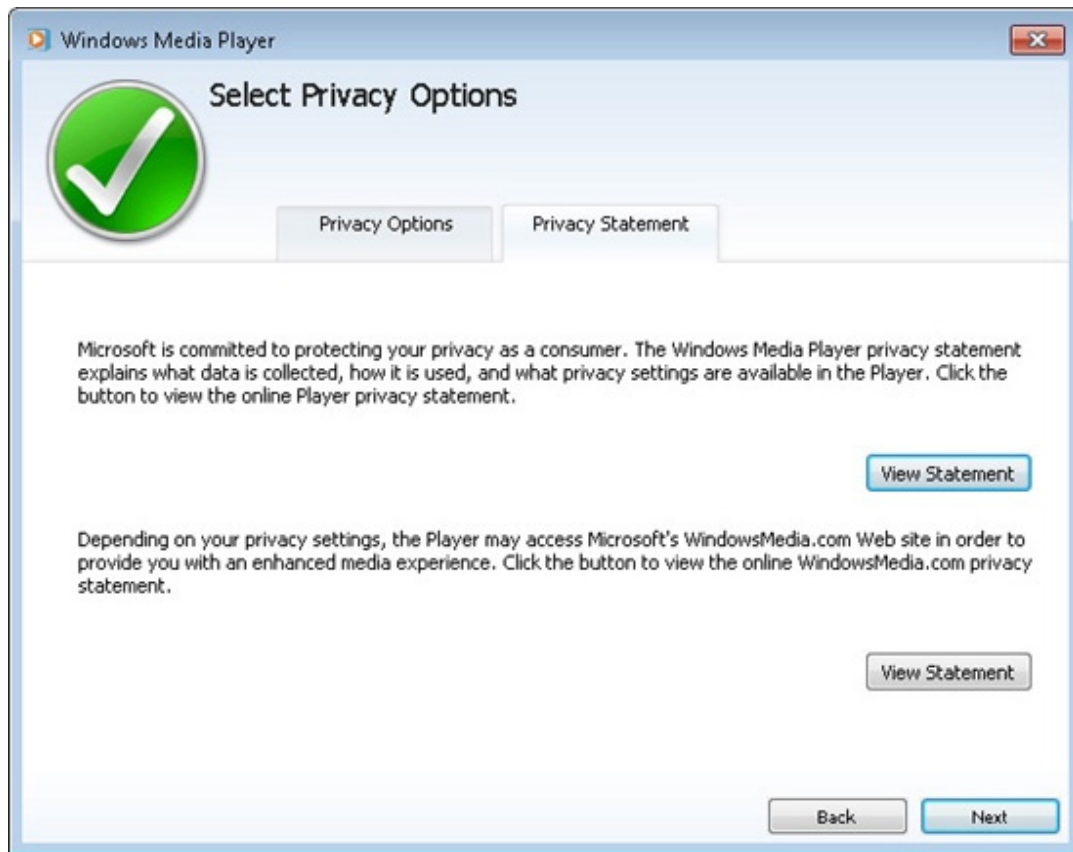 Windows Media Player
Select Privacy Options
Privacy Options
Privacy Statement
Microsoft is committed to protecting your privacy as a consumer. The Windows Media Player privacy statement
explains what data is collected, how it is used, and what privacy settings are available in the Player. Click the
button to view the online Player privacy statement.
View Statement
Depending on your privacy settings, the Player may access Microsoft's WindowsMedia.com Web site in order to
provide you with an enhanced media experience. Click the button to view the online WindowsMedia.com privacy
statement.
View Statement
Back
Next